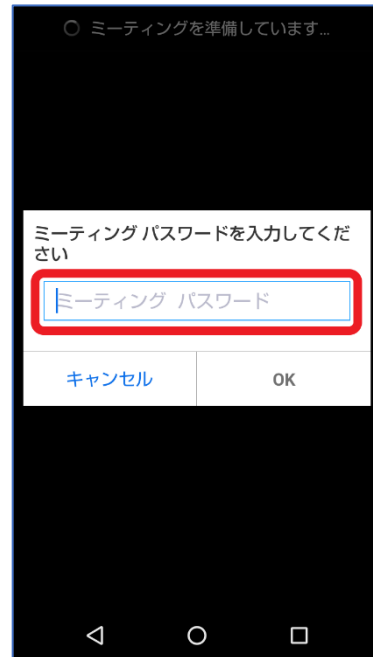 ミーティングを準備しています...
ミーティング パスワードを入力してくだ
さい
ミーティング パスワード
キャンセル
OK